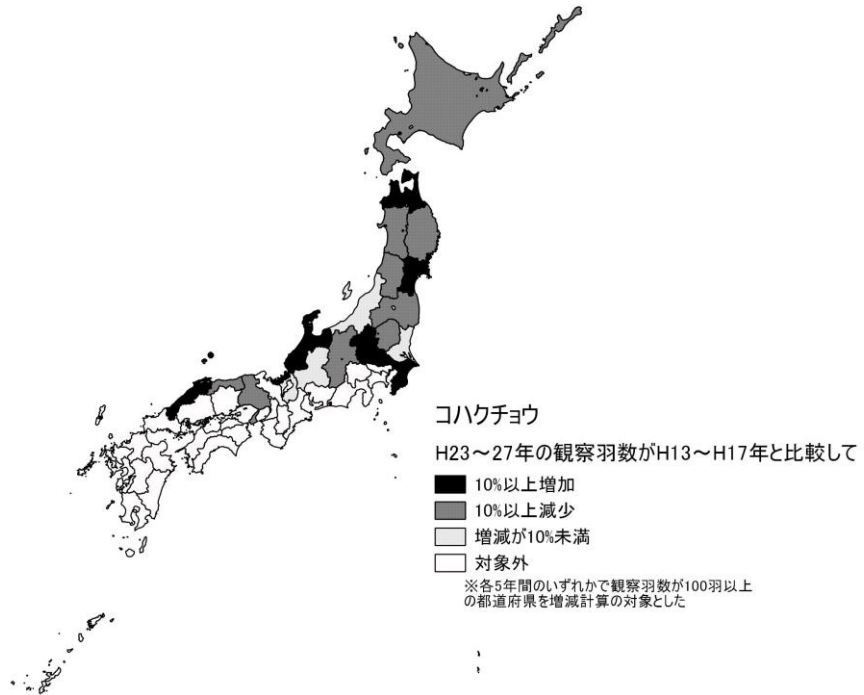 コハクチョウ
H23～27年の観察羽数がH13～H17年と比較して
10%以上増加
10%以上減少
増減が10%未満
対象外
※各5年間のいずれかで観察羽数が100羽以上
の都道府県を増減計算の対象とした